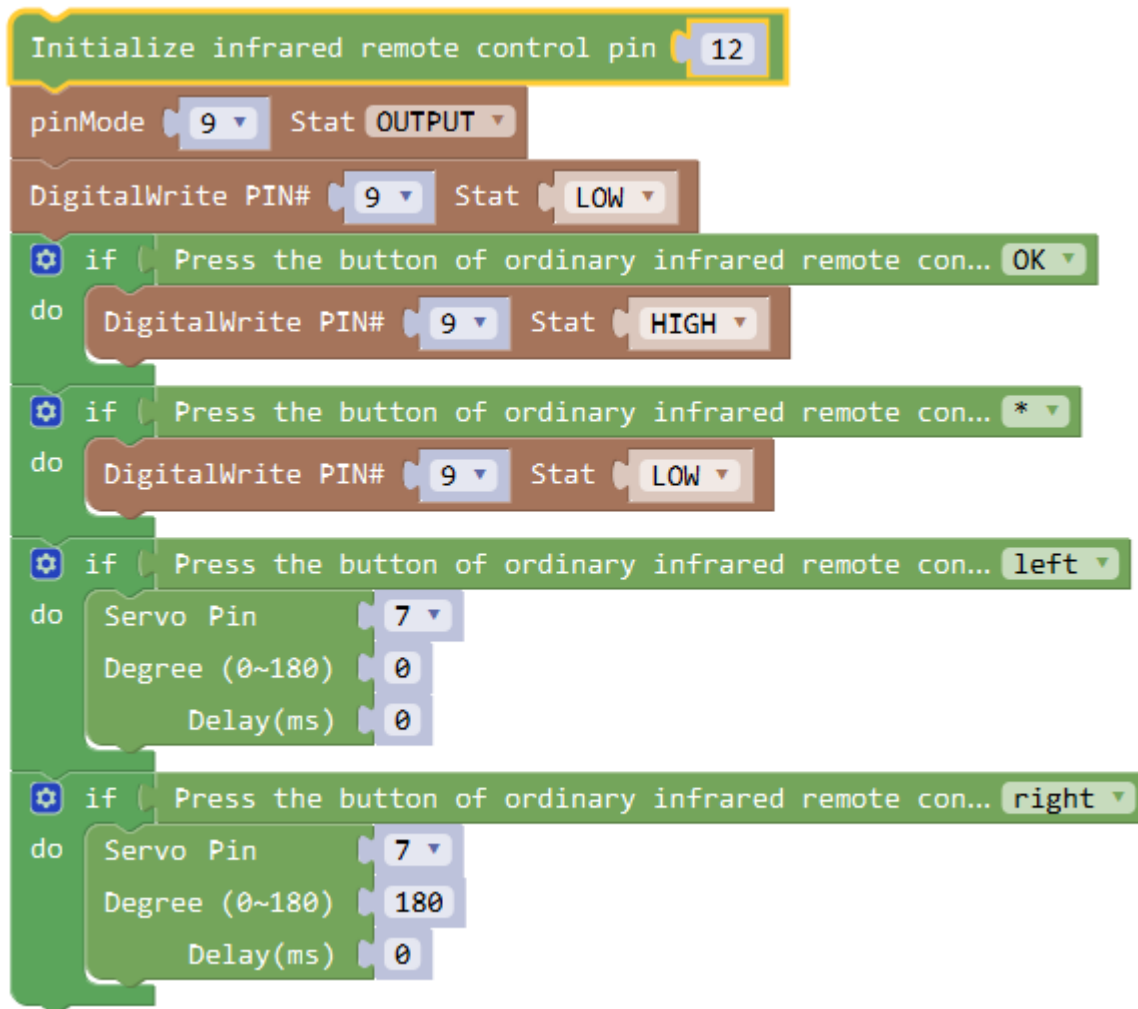 Initialize infrared remote control pin 12
pinMode 9 Stat OUTPUT
DigitalWrite PIN# 9 Stat LOW
if Press the button of ordinary infrared remote con... OK
do DigitalWrite PIN# 9 Stat HIGH
if Press the button of ordinary infrared remote con... *
do DigitalWrite PIN# 9 Stat LOW
if Press the button of ordinary infrared remote con... left
do Servo Pin 7
Degree (0~180) 0
Delay(ms) 0
if Press the button of ordinary infrared remote con... right
do Servo Pin 7
Degree (0~180) 180
Delay(ms) 0